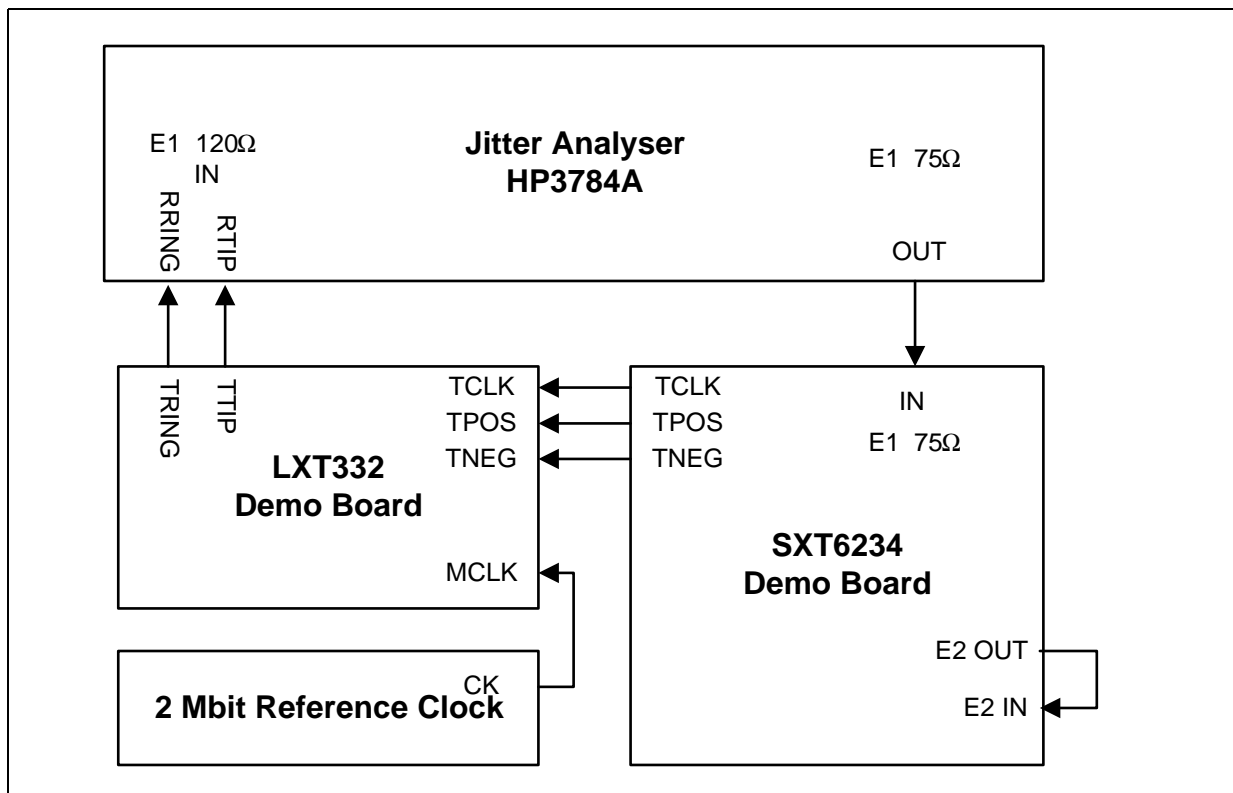 E1 120Ω
IN
RRING
RTIP
Jitter Analyser
HP3784A
E1 75Ω
OUT
TRING
TTIP
TCLK
TPOS
TNEG
LXT332
Demo Board
MCLK
TCLK
TPOS
TNEG
IN
E1 75Ω
SXT6234
Demo Board
E2 OUT
E2 IN
CK
2 Mbit Reference Clock